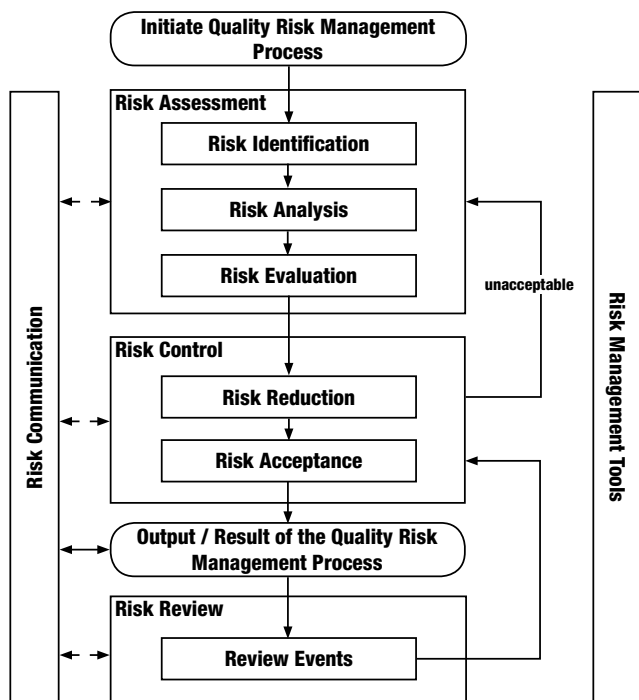 Initiate Quality Risk Management
Process
Risk Assessment
Risk Identification
Risk Analysis
Risk Evaluation
unacceptable
Risk Control
Risk Reduction
Risk Acceptance
Output / Result of the Quality Risk
Management Process
Risk Review
Review Events
Risk Communication
Risk Management Tools